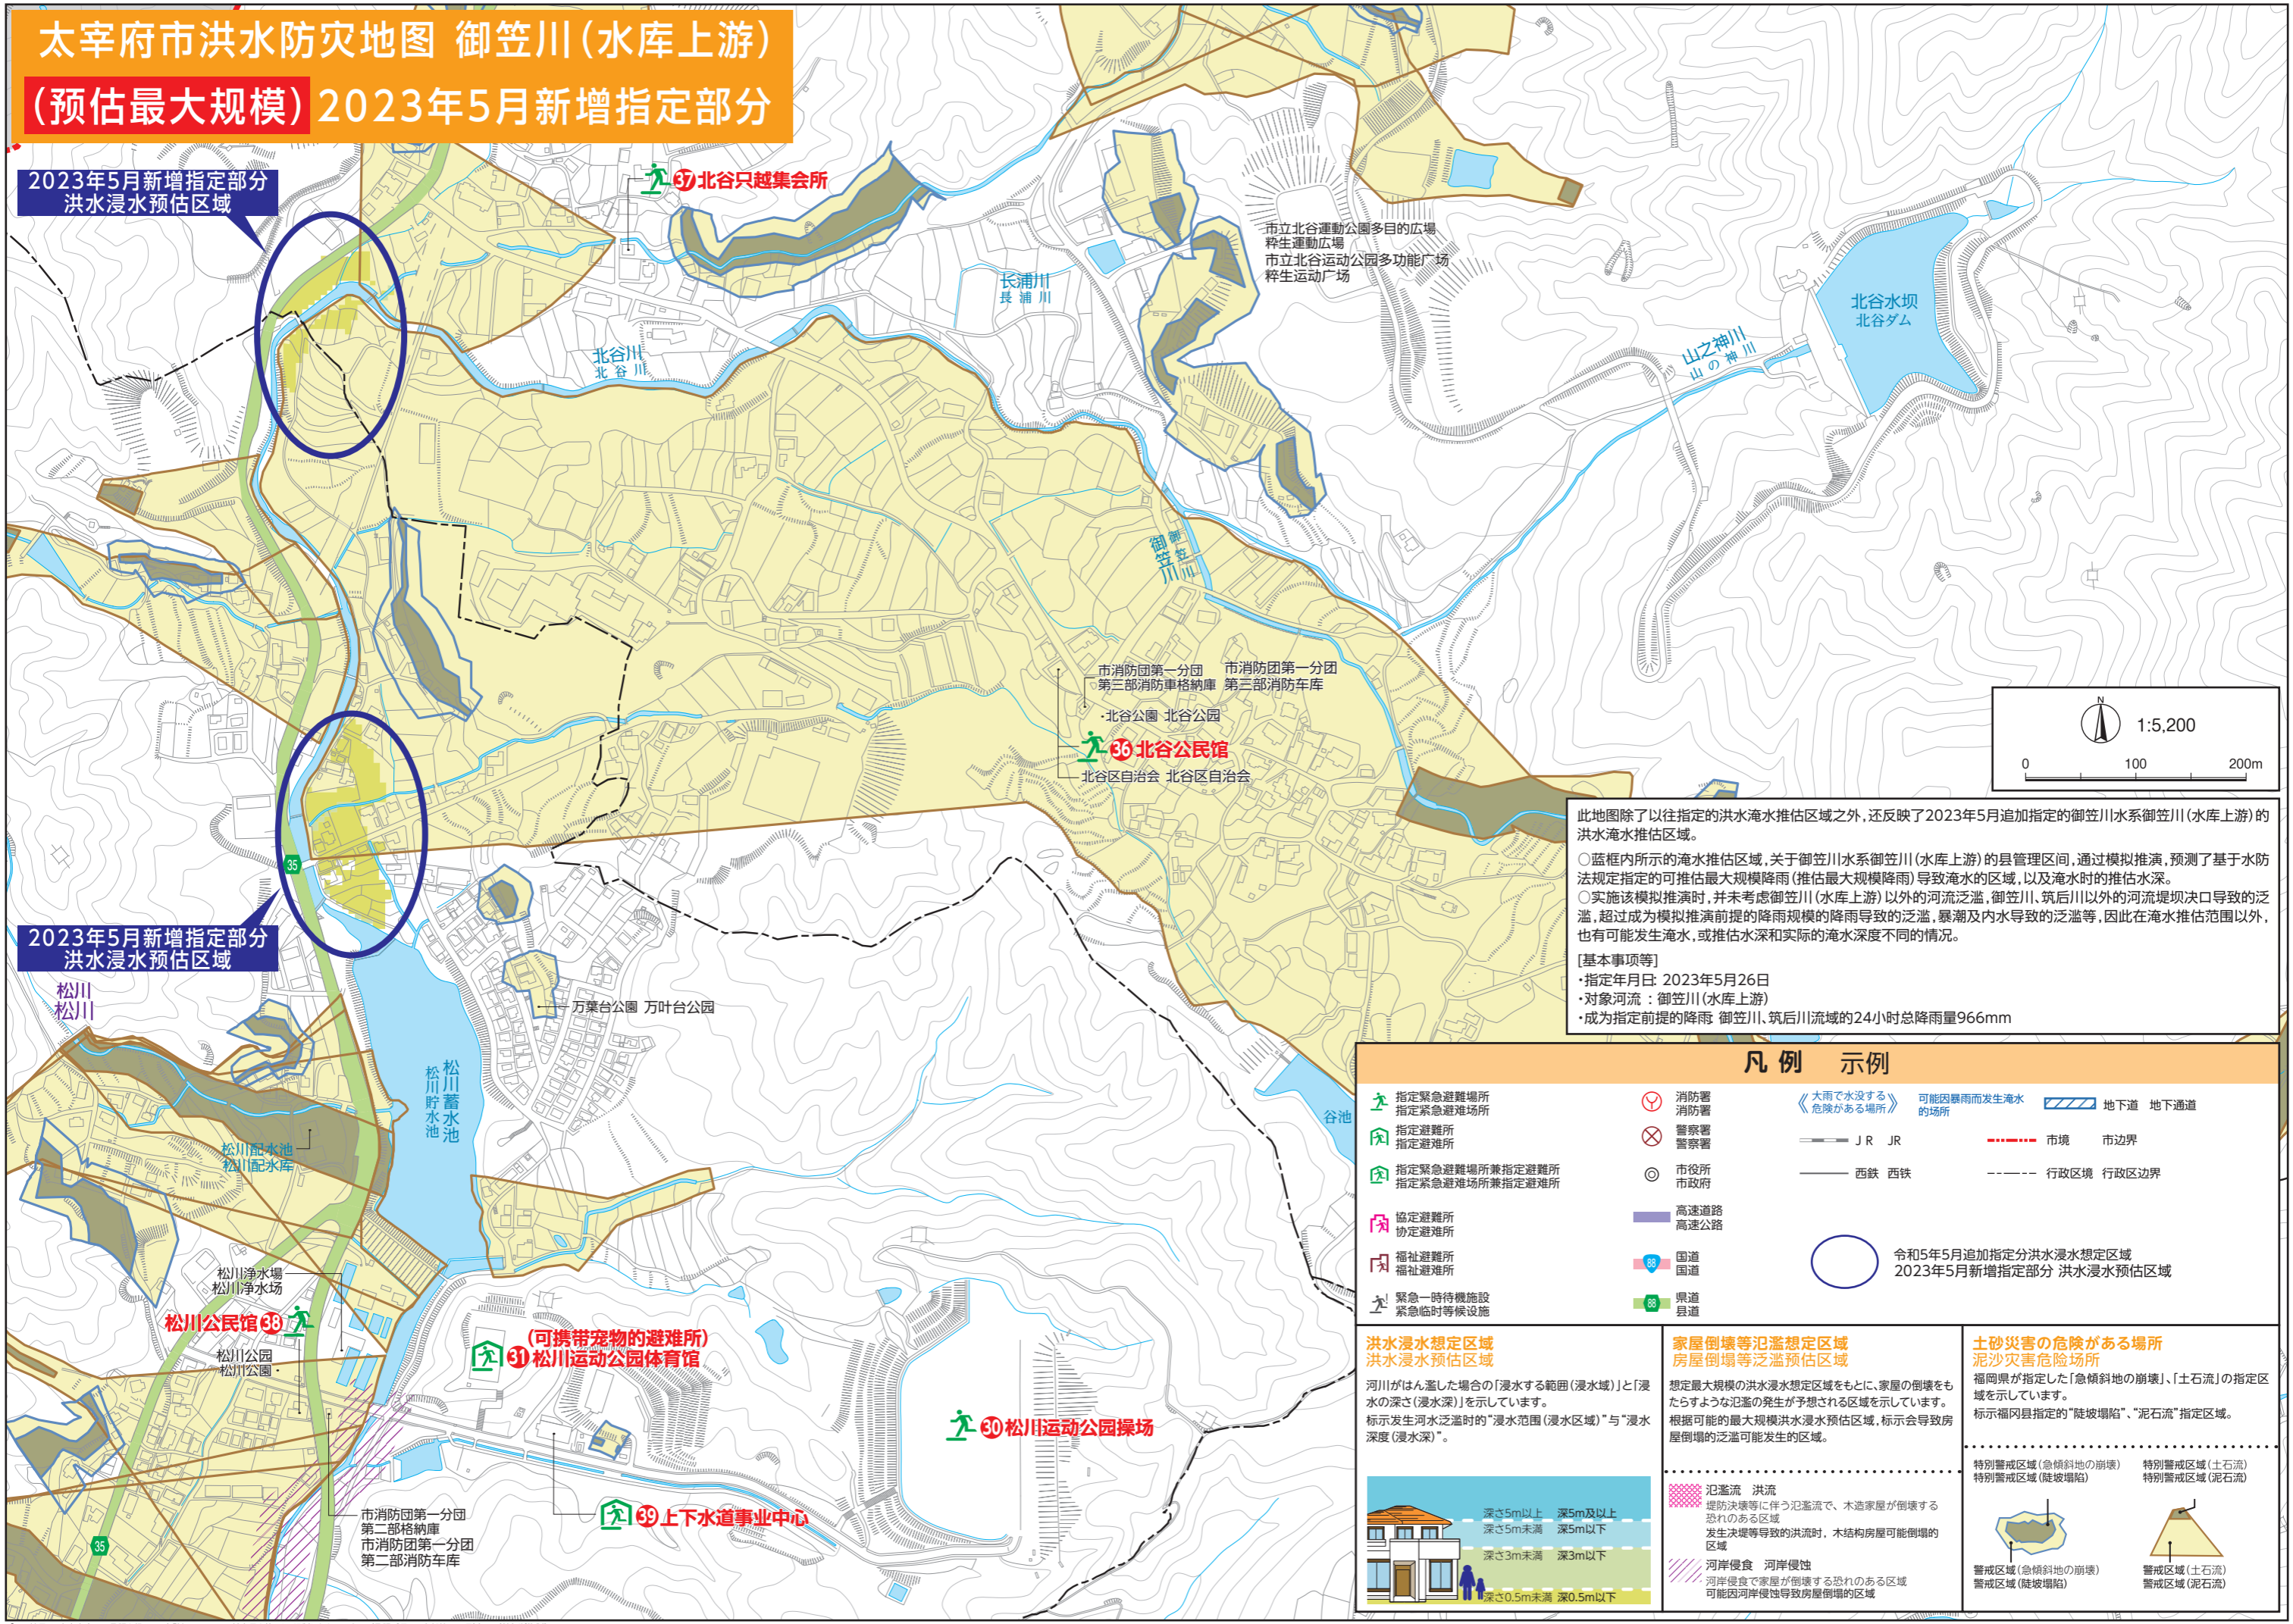 太宰府市洪水防灾地图 御笠川(水库上游)
(预估最大规模) 2023年5月新增指定部分
2023年5月新增指定部分
洪水浸水预估区域
㊲北谷只越集会所
市立北谷運動公園多目的広場
粋生運動広場
市立北谷运动公园多功能广场
粹生运动广场
长浦川
長浦川
北谷水坝
北谷ダム
山之神川
山の神川
北谷川
北谷川
御笠川
御笠川
市消防団第一分団 市消防团第一分团
第三部消防車格納庫 第三部消防车库
・北谷公園 北谷公园
㊱北谷公民馆
北谷区自治会 北谷区自治会
N
1:5,200
0 100 200m
35
2023年5月新增指定部分
洪水浸水预估区域
松川
松川
万葉台公園 万叶台公园
松川蓄水池
松川貯水池
谷池
松川配水池
松川配水库
松川浄水場
松川净水场
松川公民馆㊳
松川公园
松川公園・
(可携带宠物的避难所)
㉛松川运动公园体育馆
㉚松川运动公园操场
㊴上下水道事业中心
市消防団第一分団
第二部格納庫
市消防团第一分团
第二部消防车库
35
此地图除了以往指定的洪水淹水推估区域之外,还反映了2023年5月追加指定的御笠川水系御笠川(水库上游)的
洪水淹水推估区域。
○蓝框内所示的淹水推估区域,关于御笠川水系御笠川(水库上游)的县管理区间,通过模拟推演,预测了基于水防
法规定指定的可推估最大规模降雨(推估最大规模降雨)导致淹水的区域,以及淹水时的推估水深。
○实施该模拟推演时,并未考虑御笠川(水库上游)以外的河流泛滥,御笠川、筑后川以外的河流堤坝决口导致的泛
滥,超过成为模拟推演前提的降雨规模的降雨导致的泛滥,暴潮及内水导致的泛滥等,因此在淹水推估范围以外,
也有可能发生淹水,或推估水深和实际的淹水深度不同的情况。
[基本事项等]
・指定年月日: 2023年5月26日
・对象河流 : 御笠川(水库上游)
・成为指定前提的降雨: 御笠川、筑后川流域的24小时总降雨量966mm
凡例 示例
指定緊急避難場所
指定紧急避难场所
指定避難所
指定避难所
指定緊急避難場所兼指定避難所
指定紧急避难场所兼指定避难所
協定避難所
协定避难所
福祉避難所
福祉避难所
緊急一時待機施設
紧急临时等候设施
消防署
消防署
警察署
警察署
市役所
市政府
高速道路
高速公路
88 国道
国道
88 県道
县道
《大雨で水没する
危険がある場所》
可能因暴雨而发生淹水
的场所
地下道 地下通道
JR JR
市境 市边界
西鉄 西铁
行政区境 行政区边界
令和5年5月追加指定分洪水浸水想定区域
2023年5月新增指定部分 洪水浸水预估区域
洪水浸水想定区域
洪水浸水预估区域
河川がはん濫した場合の「浸水する範囲(浸水域)」と「浸
水の深さ(浸水深)」を示しています。
标示发生河水泛滥时的“浸水范围(浸水区域)”与“浸水
深度(浸水深)”。
深さ5m以上 深5m及以上
深さ5m未満 深5m以下
深さ3m未満 深3m以下
深さ0.5m未満 深0.5m以下
家屋倒壊等氾濫想定区域
房屋倒塌等泛滥预估区域
想定最大規模の洪水浸水想定区域をもとに、家屋の倒壊をも
たらすような氾濫の発生が予想される区域を示しています。
根据可能的最大规模洪水浸水预估区域,标示会导致房
屋倒塌的泛滥可能发生的区域。
氾濫流 洪流
堤防決壊等に伴う氾濫流で、木造家屋が倒壊する
恐れのある区域
发生决堤等导致的洪流时,木结构房屋可能倒塌的
区域
河岸侵食 河岸侵蚀
河岸侵食で家屋が倒壊する恐れのある区域
可能因河岸侵蚀导致房屋倒塌的区域
土砂災害の危険がある場所
泥沙灾害危险场所
福岡県が指定した「急傾斜地の崩壊」、「土石流」の指定区
域を示しています。
标示福冈县指定的“陡坡塌陷”、“泥石流”指定区域。
特別警戒区域(急傾斜地の崩壊)
特别警戒区域(陡坡塌陷)
特別警戒区域(土石流)
特别警戒区域(泥石流)
警戒区域(急傾斜地の崩壊)
警戒区域(陡坡塌陷)
警戒区域(土石流)
警戒区域(泥石流)